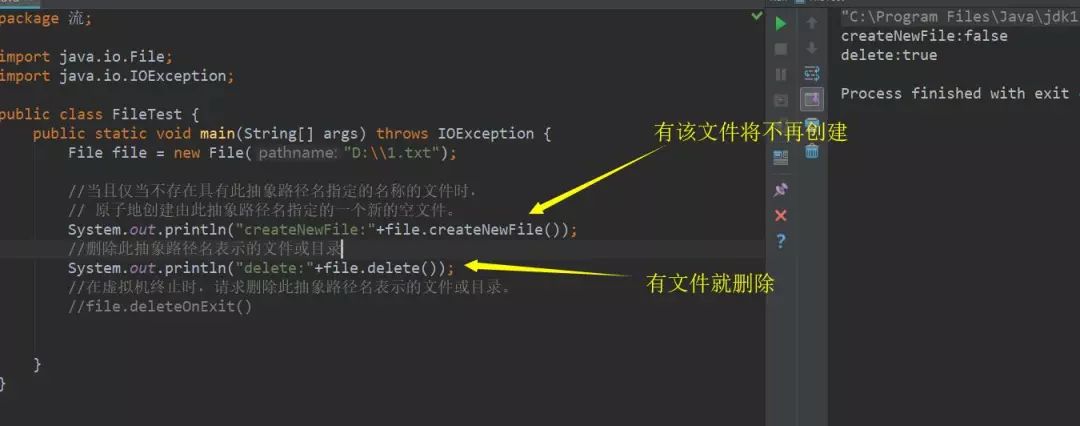 package 流;
import java.io.File;
import java.io.IOException;
public class FileTest {
public static void main(String[] args) throws IOException {
File file = new File( pathname: "D:\\1.txt");
//当且仅当不存在具有此抽象路径名指定的名称的文件时，
// 原子地创建由此抽象路径名指定的一个新的空文件。
System.out.println("createNewFile:"+file.createNewFile());
//删除此抽象路径名表示的文件或目录
System.out.println("delete:"+file.delete());
//在虚拟机终止时，请求删除此抽象路径名表示的文件或目录。
//file.deleteOnExit()
}
}
有该文件将不再创建
有文件就删除
"C:\Program Files\Java\jdk1
createNewFile:false
delete:true
Process finished with exit